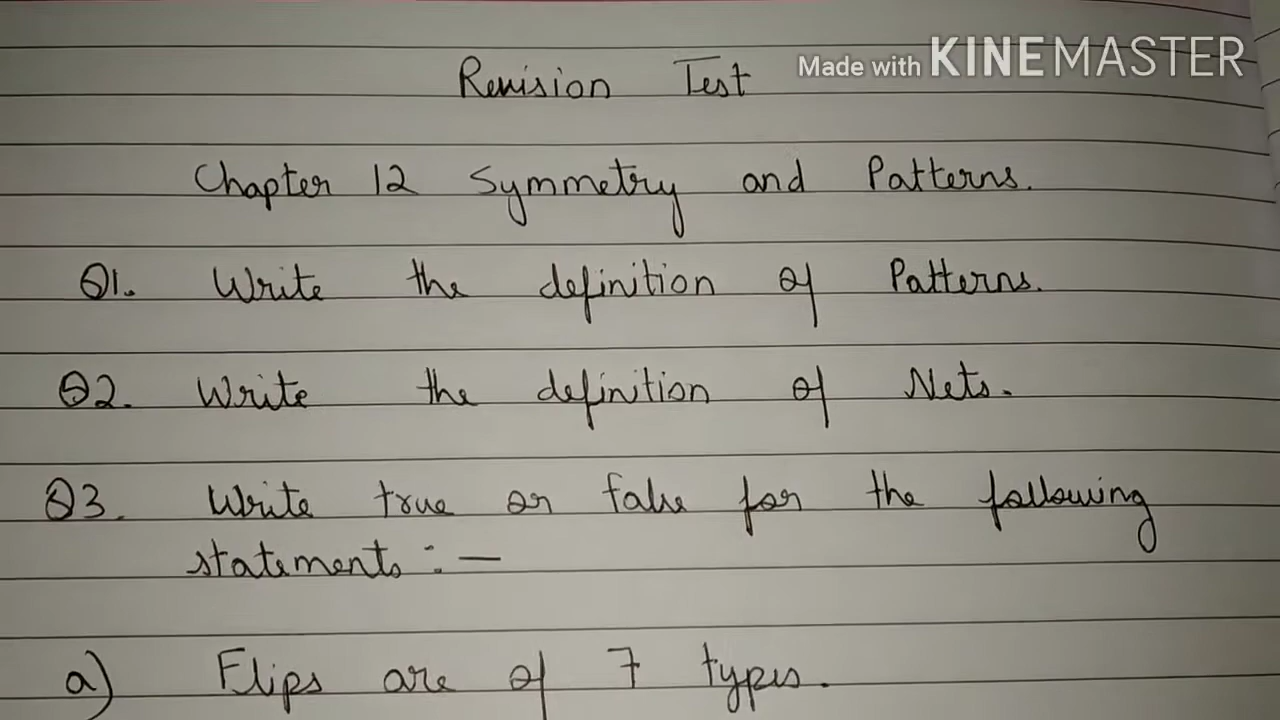 Made with KINEMASTER
Revision Test
Chapter 12 Symmetry and Patterns.
Q1. Write the definition of Patterns.
Q2. Write the definition of Nets.
Q3. Write true or false for the following
statements : —
a) Flips are of 7 types.